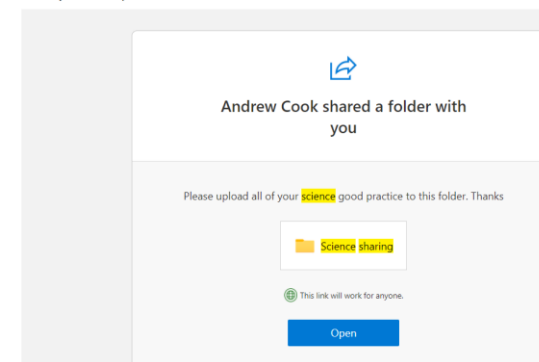 Andrew Cook shared a folder with
you
Please upload all of your science good practice to this folder. Thanks
Science sharing
This link will work for anyone.
Open